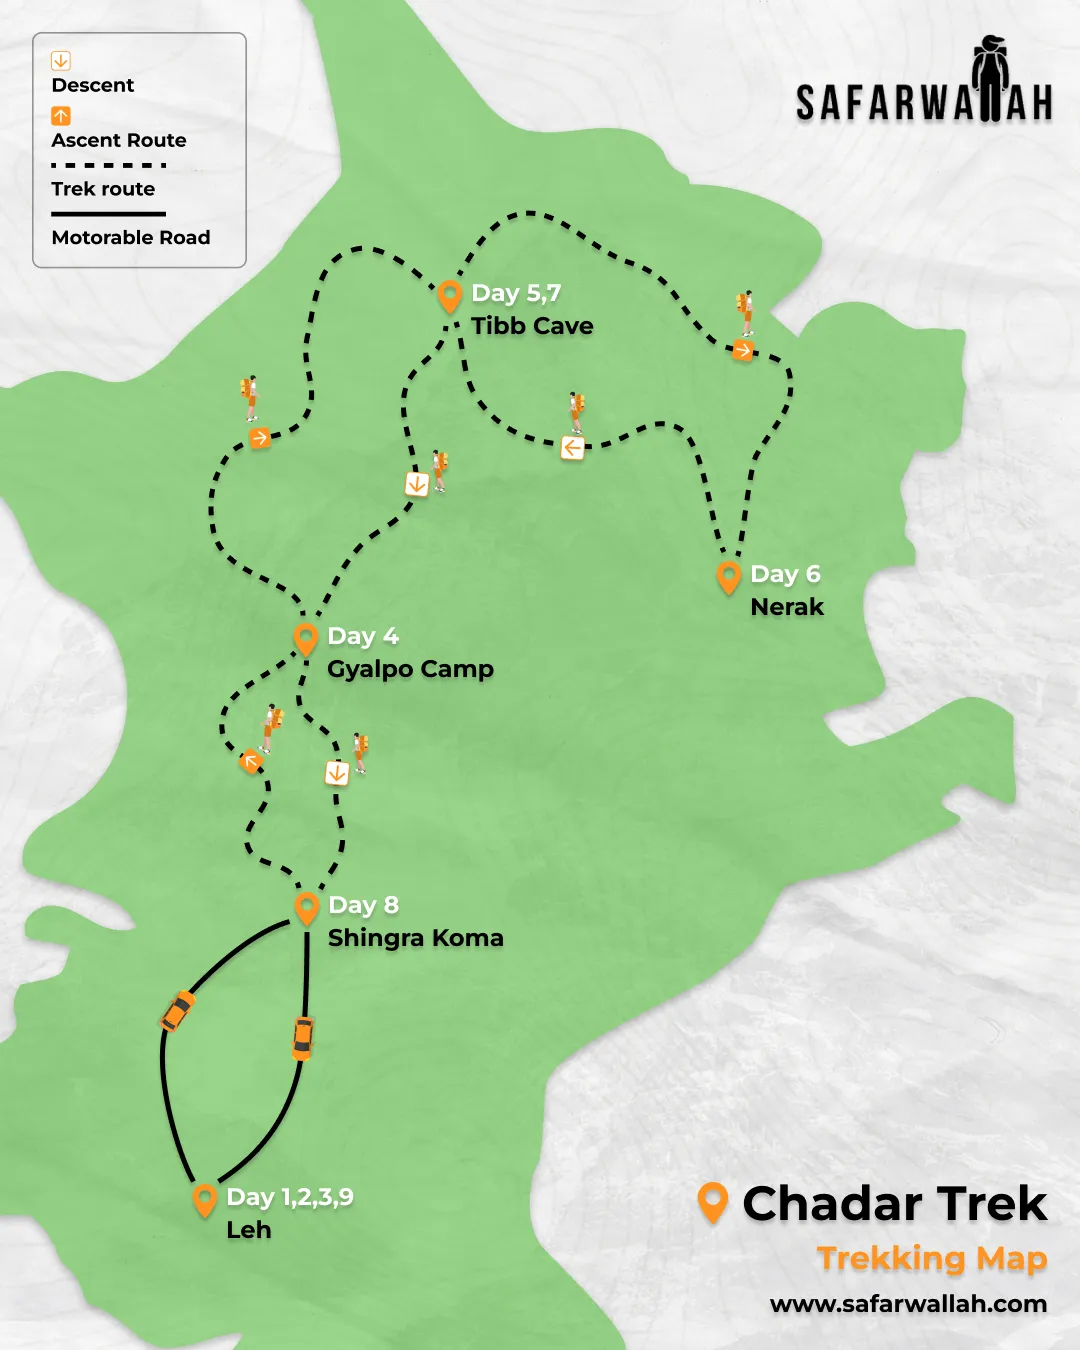 Descent
Ascent Route
Trek route
Motorable Road
SAFARWALLAH
Day 5,7
Tibb Cave
Day 6
Nerak
Day 4
Gyalpo Camp
Day 8
Shingra Koma
Day 1,2,3,9
Leh
Chadar Trek
Trekking Map
www.safarwallah.com